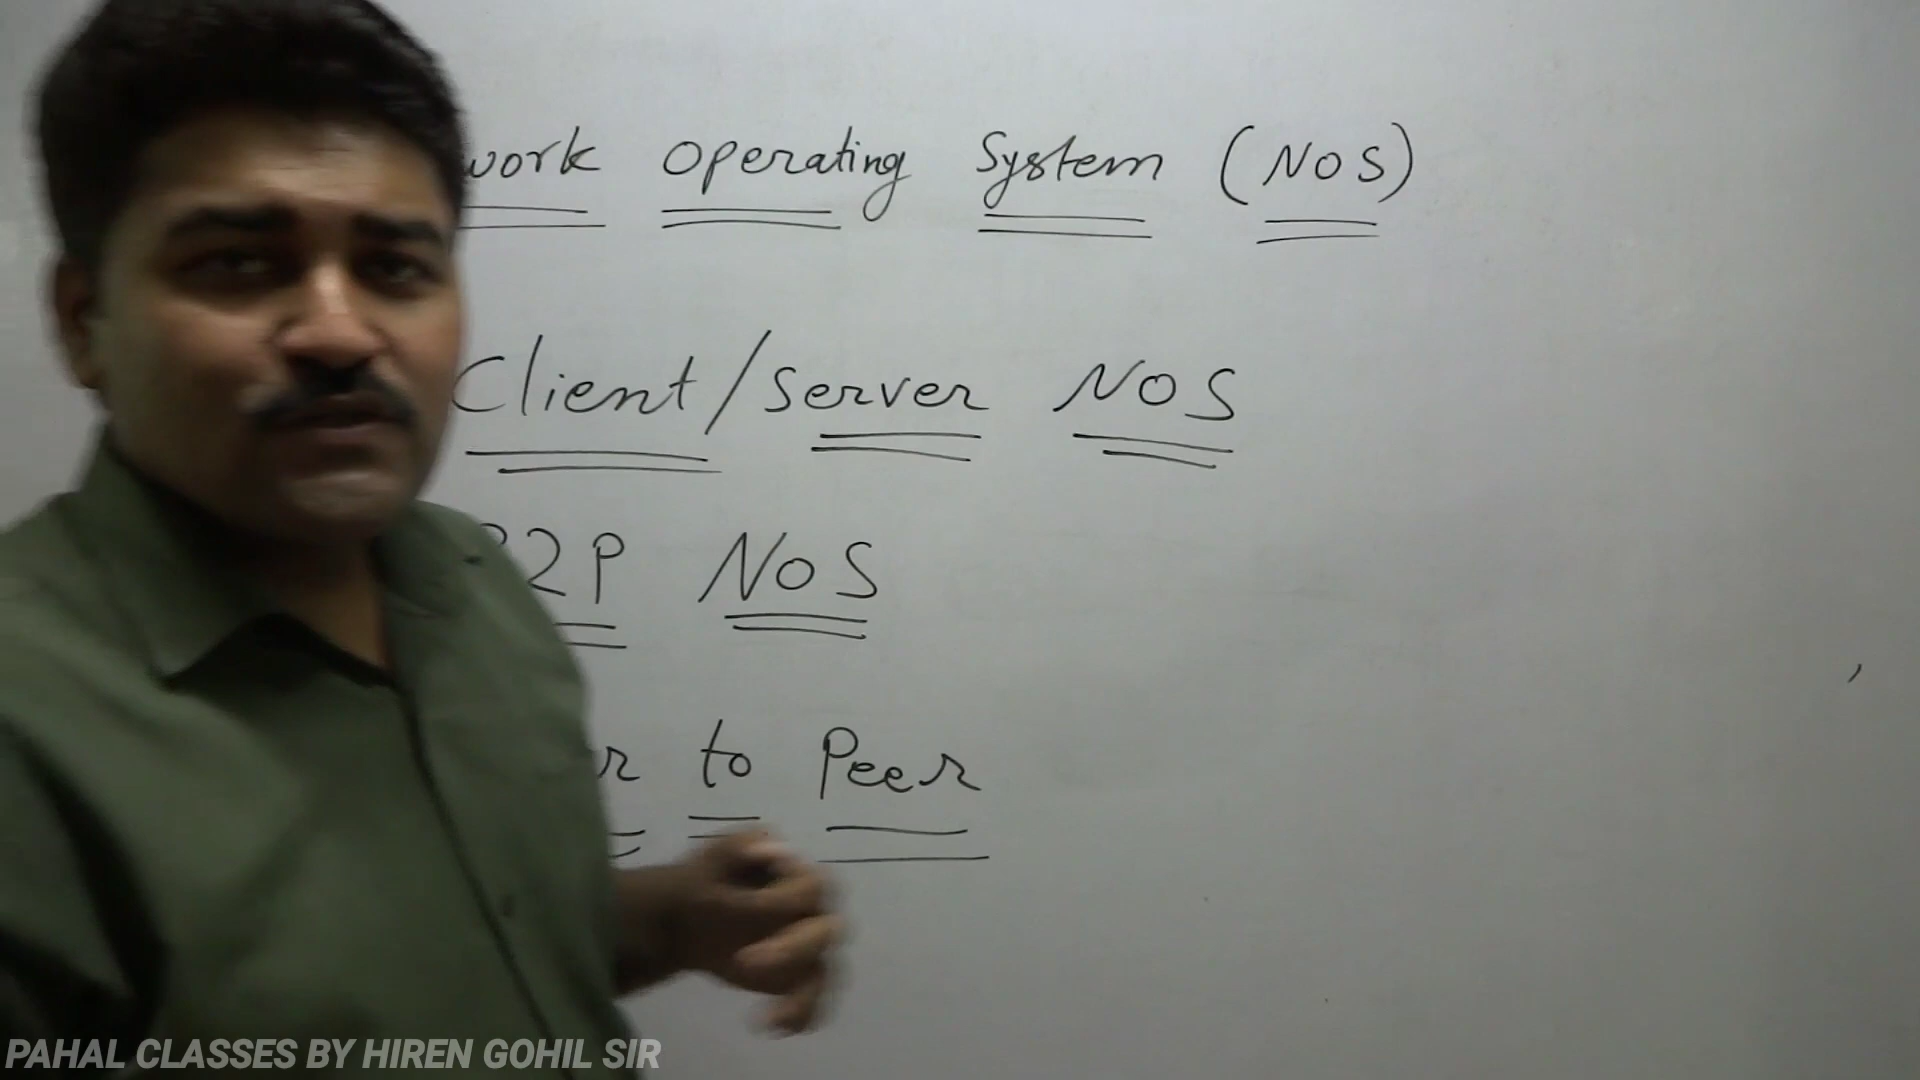 work operating System (NOS)
Client/Server NOS
2P NOS
r to Peer
PAHAL CLASSES BY HIREN GOHIL SIR